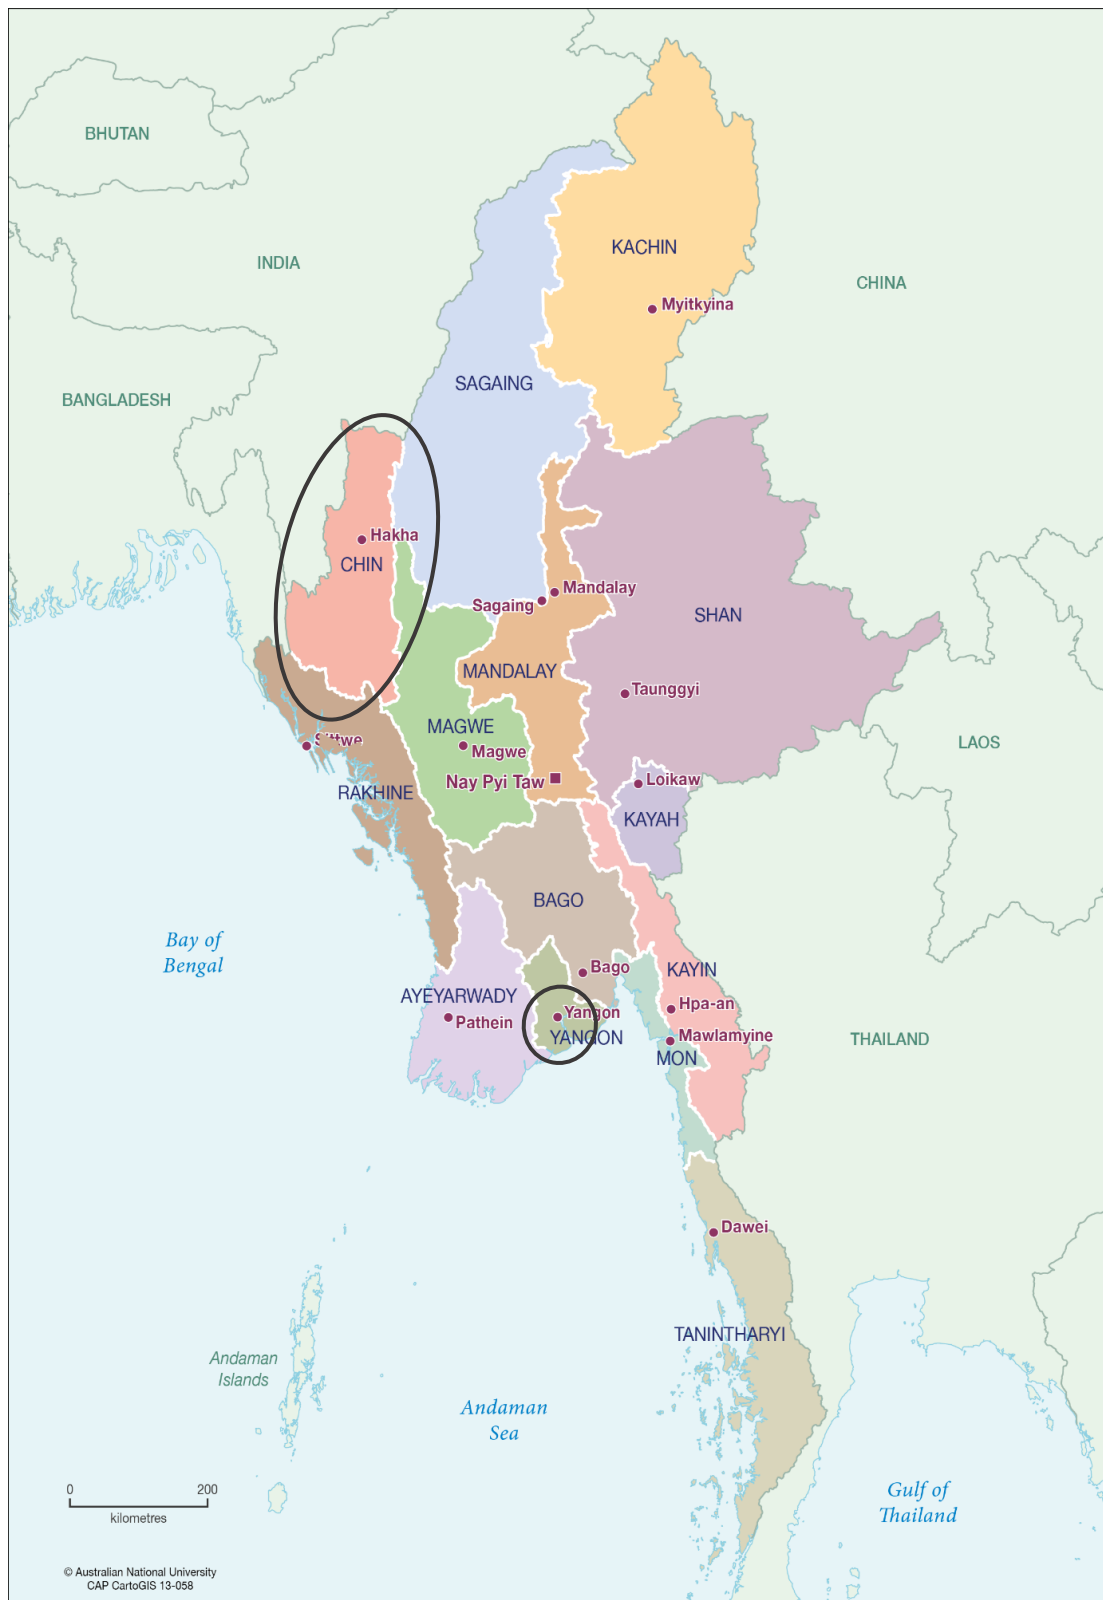 BHUTAN
KACHIN
INDIA
CHINA
Myitkyina
SAGAING
BANGLADESH
Hakha
CHIN
Mandalay
Sagaing
SHAN
MANDALAY
Taunggyi
MAGWE
Sittwe
Magwe
LAOS
Nay Pyi Taw
Loikaw
RAKHINE
KAYAH
BAGO
Bay of
Bengal
Bago
KAYIN
AYEYARWADY
Hpa-an
Yangon
Pathein
YANGON
Mawlamyine
MON
THAILAND
Dawei
TANINTHARYI
Andaman
Islands
Andaman
Sea
0 200
kilometres
Gulf of
Thailand
© Australian National University
CAP CartoGIS 13-058